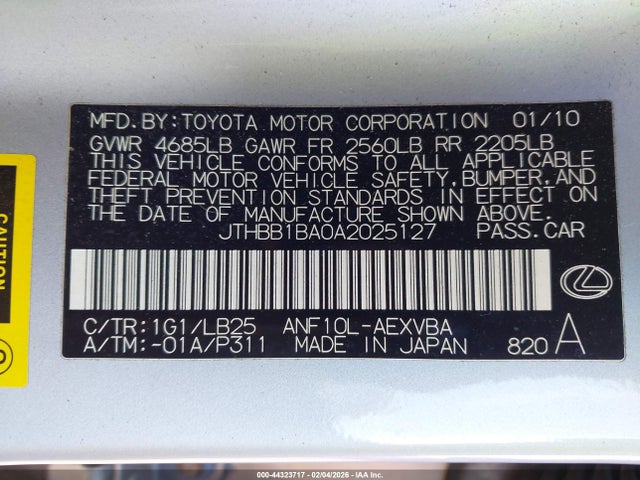 MFD.BY:TOYOTA MOTOR CORPORATION 01/10
GVWR 4685LB GAWR FR 2560LB RR 2205LB
THIS VEHICLE CONFORMS TO ALL APPLICABLE
FEDERAL MOTOR VEHICLE SAFETY,BUMPER,AND
THEFT PREVENTION STANDARDS IN EFFECT ON
THE DATE OF MANUFACTURE SHOWN ABOVE.
JTHBB1BA0A2025127 PASS.CAR
C/TR:1G1/LB25 ANF10L-AEXVBA
A/TM:-01A/P311 MADE IN JAPAN 820 A
CAUTION
000-44323717 - 02/04/2026 - IAA Inc.